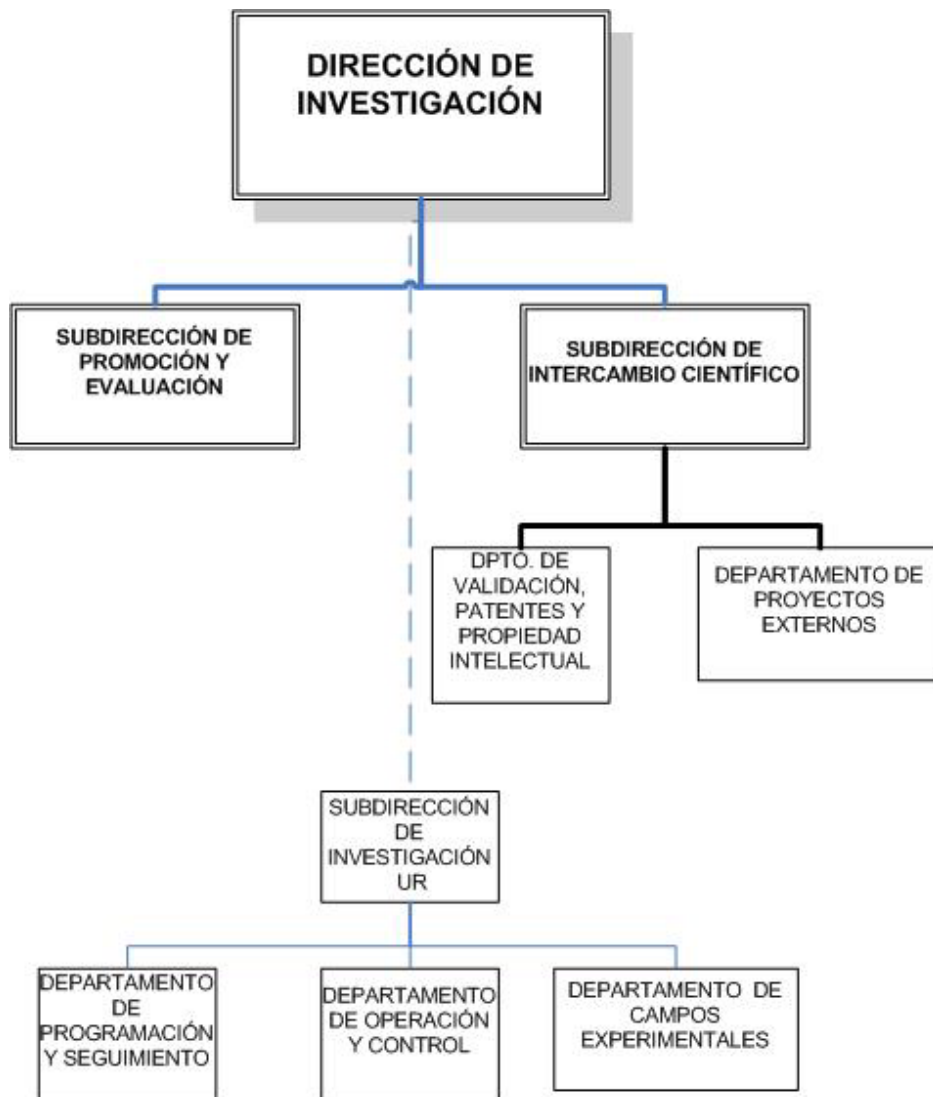 DIRECCIÓN DE
INVESTIGACIÓN
SUBDIRECCIÓN DE
PROMOCIÓN Y
EVALUACIÓN
SUBDIRECCIÓN DE
INTERCAMBIO CIENTÍFICO
DPTO. DE
VALIDACIÓN,
PATENTES Y
PROPIEDAD
INTELECTUAL
DEPARTAMENTO DE
PROYECTOS
EXTERNOS
SUBDIRECCIÓN
DE
INVESTIGACIÓN
UR
DEPARTAMENTO
DE
PROGRAMACIÓN
Y SEGUIMIENTO
DEPARTAMENTO
DE OPERACIÓN
Y CONTROL
DEPARTAMENTO DE
CAMPOS
EXPERIMENTALES